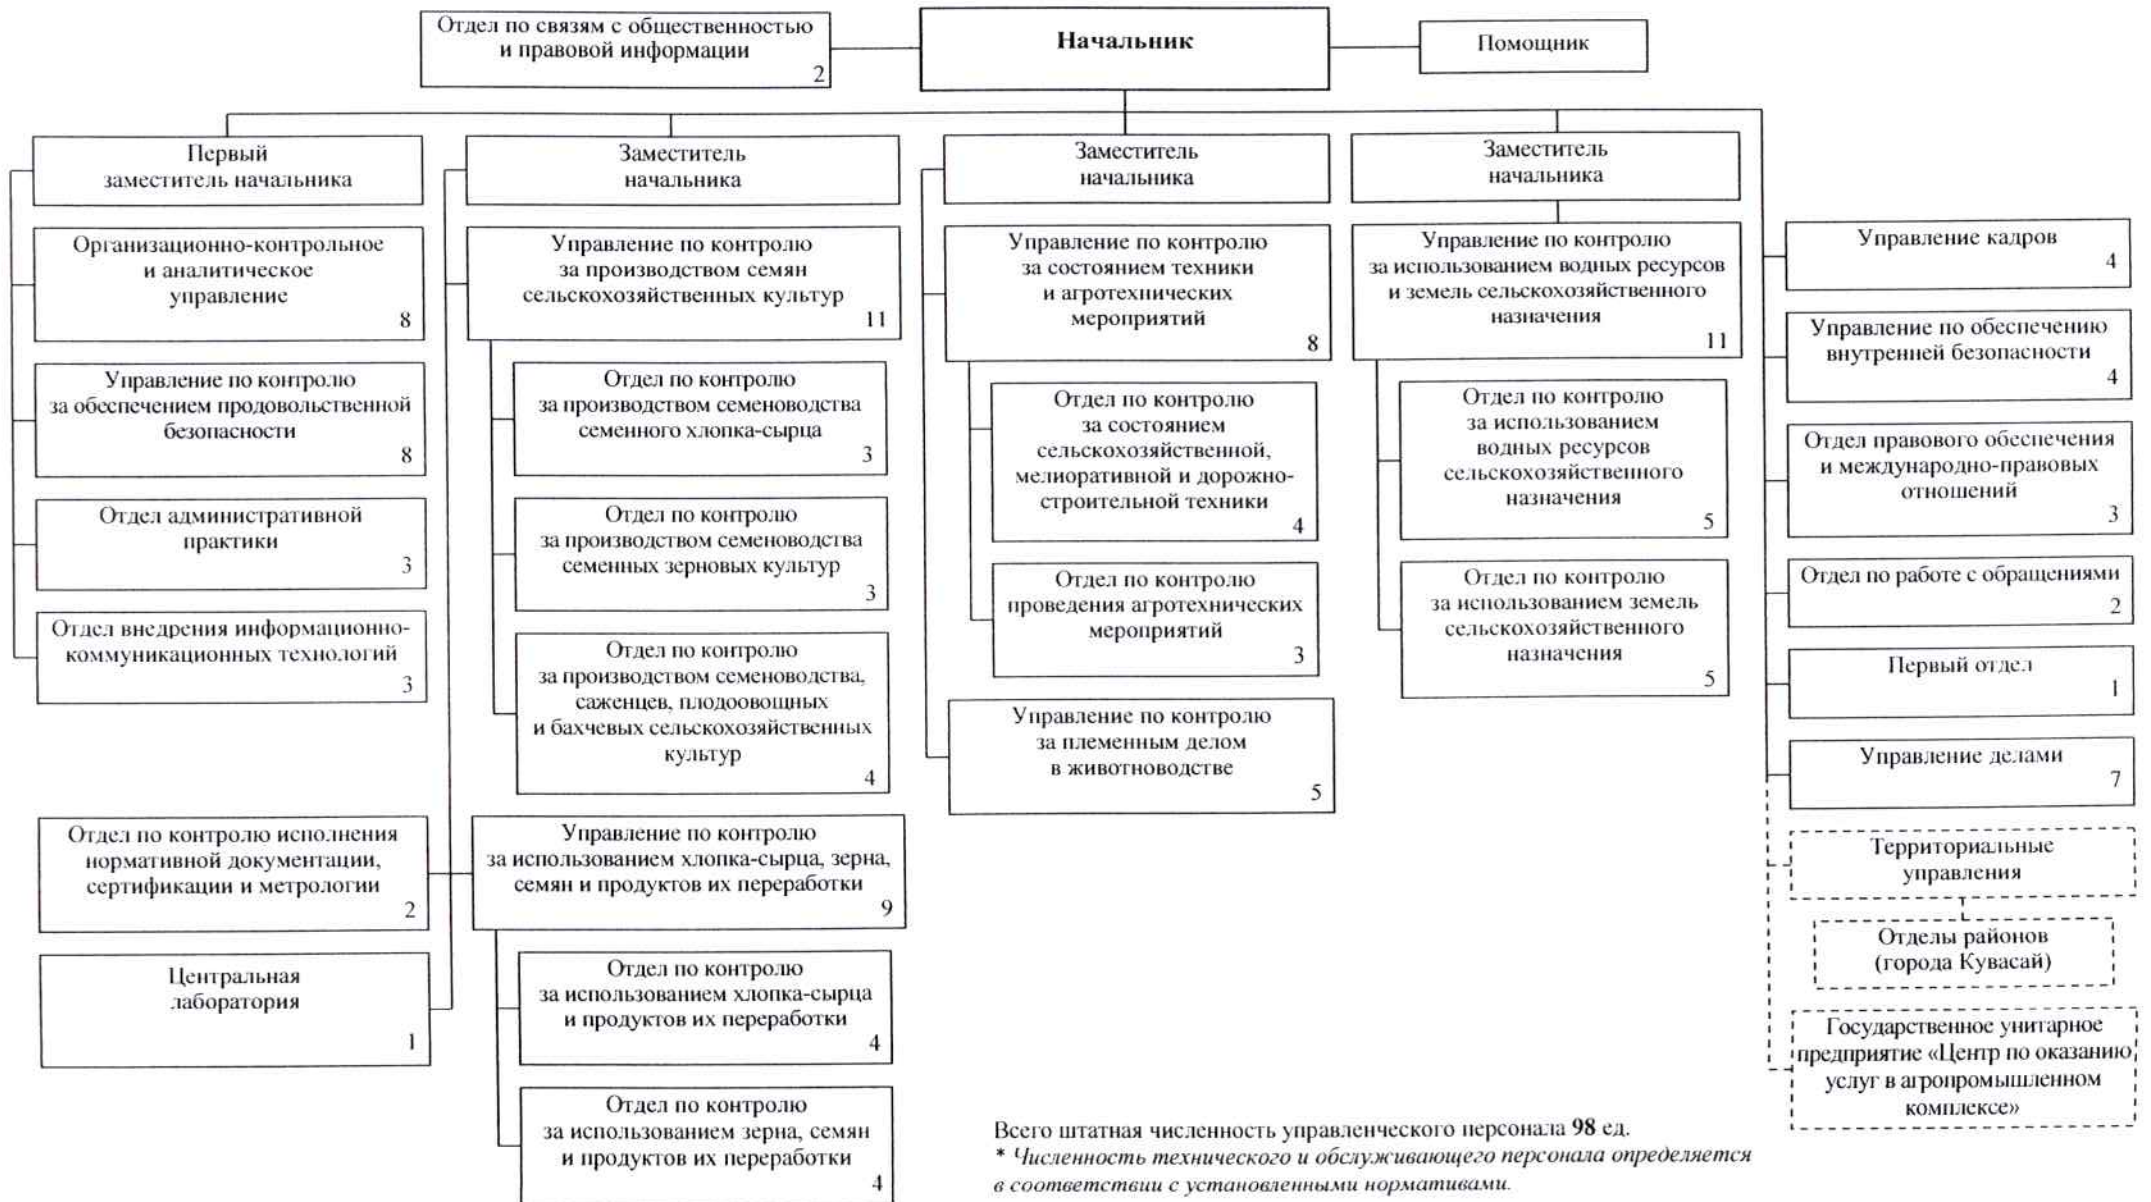 Отдел по связям с общественностью
и правовой информации
2
Начальник
Помощник
Первый
заместитель начальника
Организационно-контрольное
и аналитическое
управление
8
Управление по контролю
за обеспечением продовольственной
безопасности
8
Отдел административной
практики
3
Отдел внедрения информационно-
коммуникационных технологий
3
Отдел по контролю исполнения
нормативной документации,
сертификации и метрологии
2
Центральная
лаборатория
1
Заместитель
начальника
Управление по контролю
за производством семян
сельскохозяйственных культур
11
Отдел по контролю
за производством семеноводства
семенного хлопка-сырца
3
Отдел по контролю
за производством семеноводства
семенных зерновых культур
3
Отдел по контролю
за производством семеноводства,
саженцев, плодоовощных
и бахчевых сельскохозяйственных
культур
4
Управление по контролю
за использованием хлопка-сырца, зерна,
семян и продуктов их переработки
9
Отдел по контролю
за использованием хлопка-сырца
и продуктов их переработки
4
Отдел по контролю
за использованием зерна, семян
и продуктов их переработки
4
Заместитель
начальника
Управление по контролю
за состоянием техники
и агротехнических
мероприятий
8
Отдел по контролю
за состоянием
сельскохозяйственной,
мелиоративной и дорожно-
строительной техники
4
Отдел по контролю
проведения агротехнических
мероприятий
3
Управление по контролю
за племенным делом
в животноводстве
5
Заместитель
начальника
Управление по контролю
за использованием водных ресурсов
и земель сельскохозяйственного
назначения
11
Отдел по контролю
за использованием
водных ресурсов
сельскохозяйственного
назначения
5
Отдел по контролю
за использованием земель
сельскохозяйственного
назначения
5
Управление кадров
4
Управление по обеспечению
внутренней безопасности
4
Отдел правового обеспечения
и международно-правовых
отношений
3
Отдел по работе с обращениями
2
Первый отдел
1
Управление делами
7
Территориальные
управления
Отделы районов
(города Кувасай)
Государственное унитарное
предприятие «Центр по оказанию
услуг в агропромышленном
комплексе»
Всего штатная численность управленческого персонала 98 ед.
* Численность технического и обслуживающего персонала определяется
в соответствии с установленными нормативами.